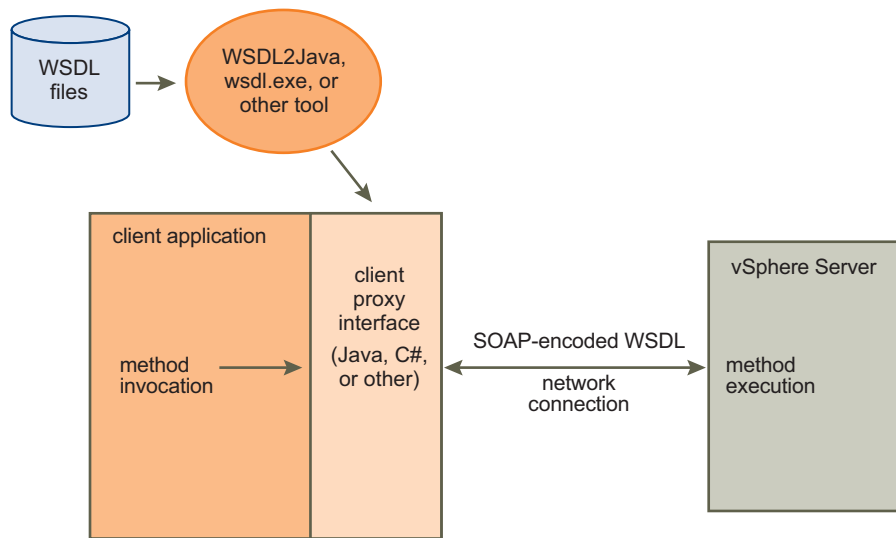 WSDL
files
WSDL2Java,
wsdl.exe, or
other tool
client application
client
proxy
interface
(Java, C#,
or other)
method
invocation
SOAP-encoded WSDL
network
connection
vSphere Server
method
execution